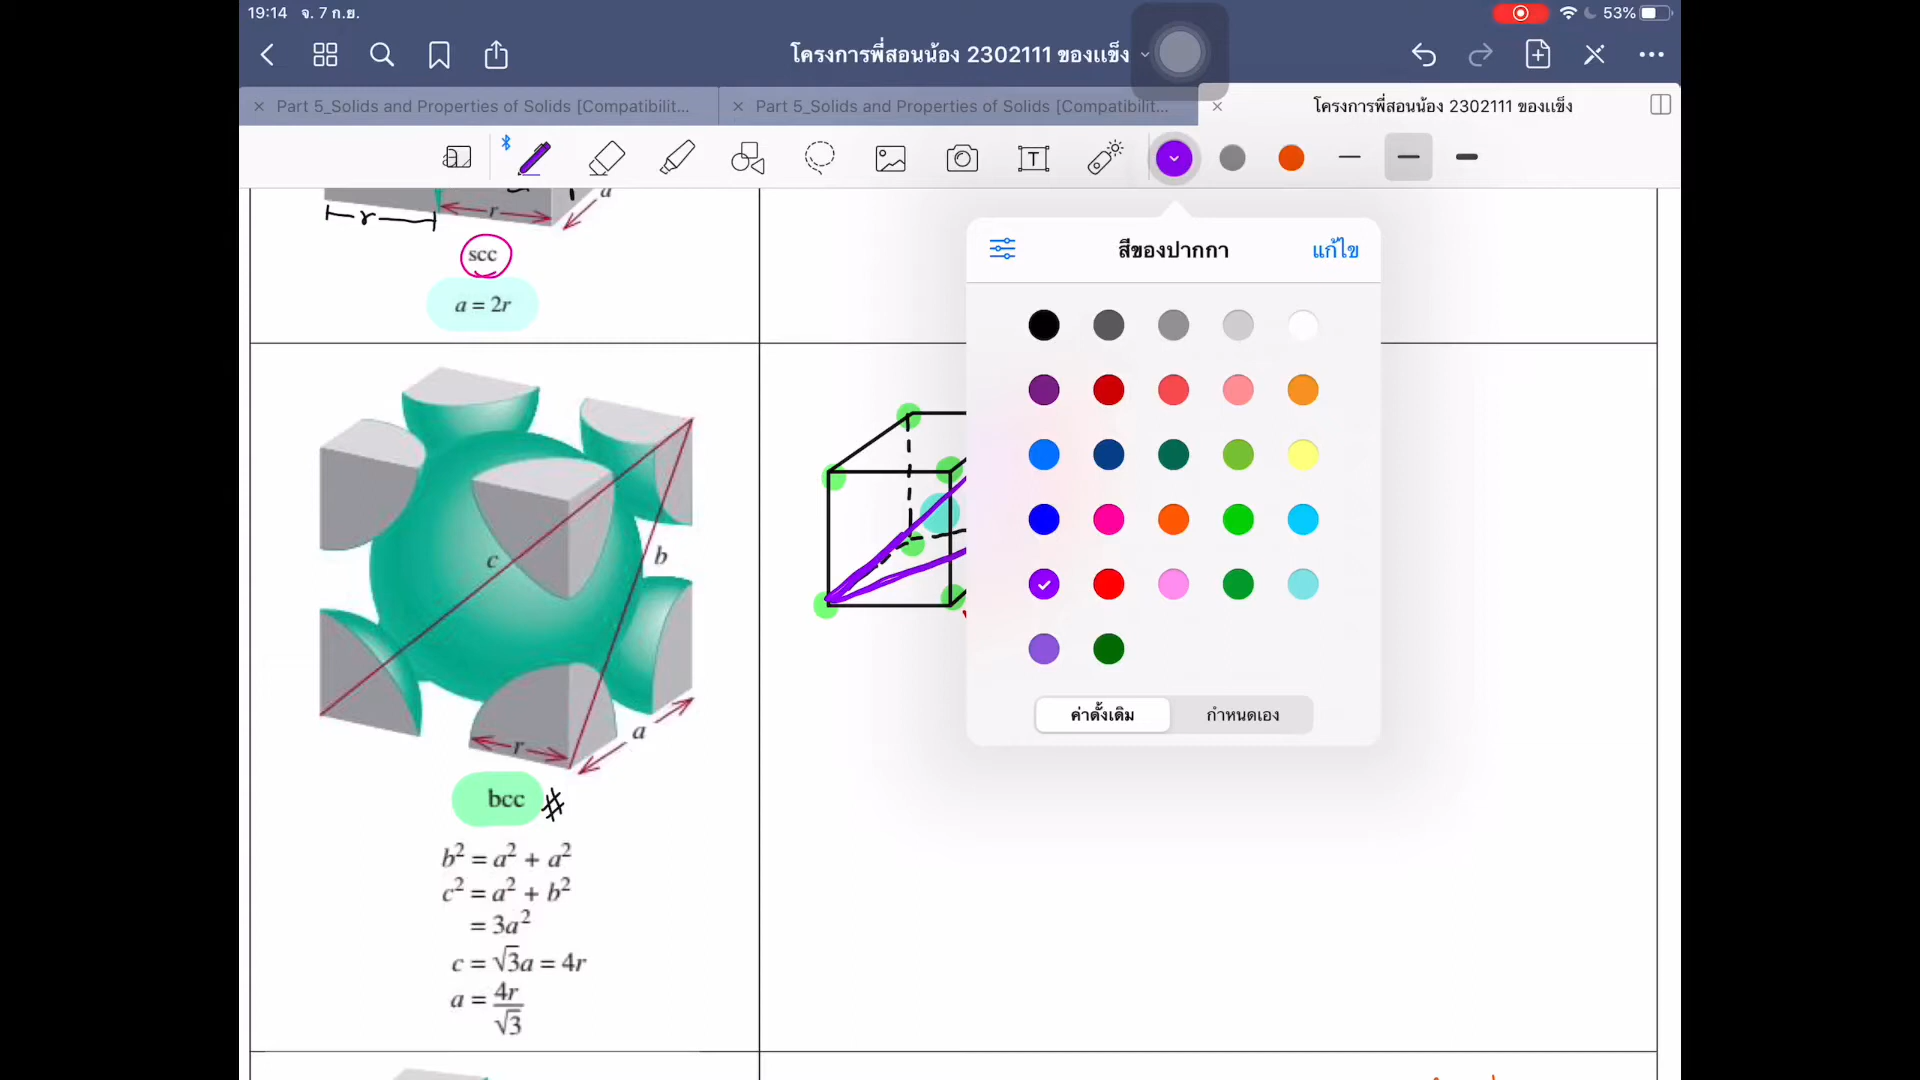 19:14 จ. 7 ก.ย.
53%
โครงการพี่สอนน้อง 2302111 ของแข็ง
Part 5_Solids and Properties of Solids [Compatibilit...
Part 5_Solids and Properties of Solids [Compatibilit...
โครงการพี่สอนน้อง 2302111 ของแข็ง
a
T
r
r
a
scc
a = 2r
สีของปากกา
แก้ไข
ค่าดั้งเดิม
กำหนดเอง
c
b
r
a
bcc #
b² = a² + a²
c² = a² + b²
= 3a²
c = √3a = 4r
a = 4r/√3